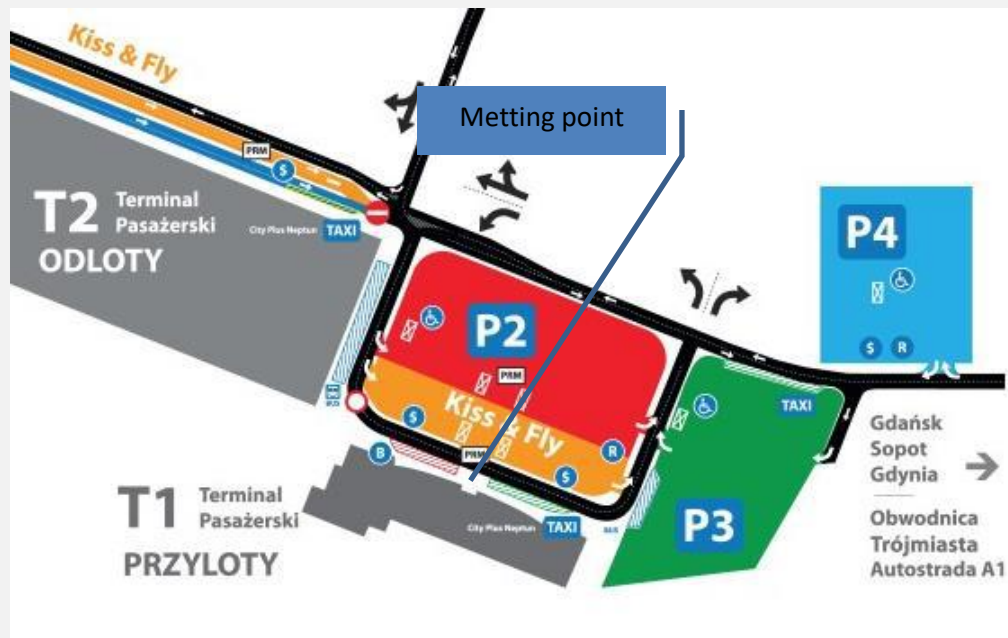 Kiss & Fly
Metting point
PRM
S
T2 Terminal
Pasażerski
ODLOTY
City Plus Neptun TAXI
P4
S R
P2
PRM
Kiss & Fly
S
R
TAXI
Gdańsk
Sopot
Gdynia
Obwodnica
Trójmiasta
Autostrada A1
B
PRM
S
T1 Terminal
Pasażerski
PRZYLOTY
City Plus Neptun TAXI
BUS
P3